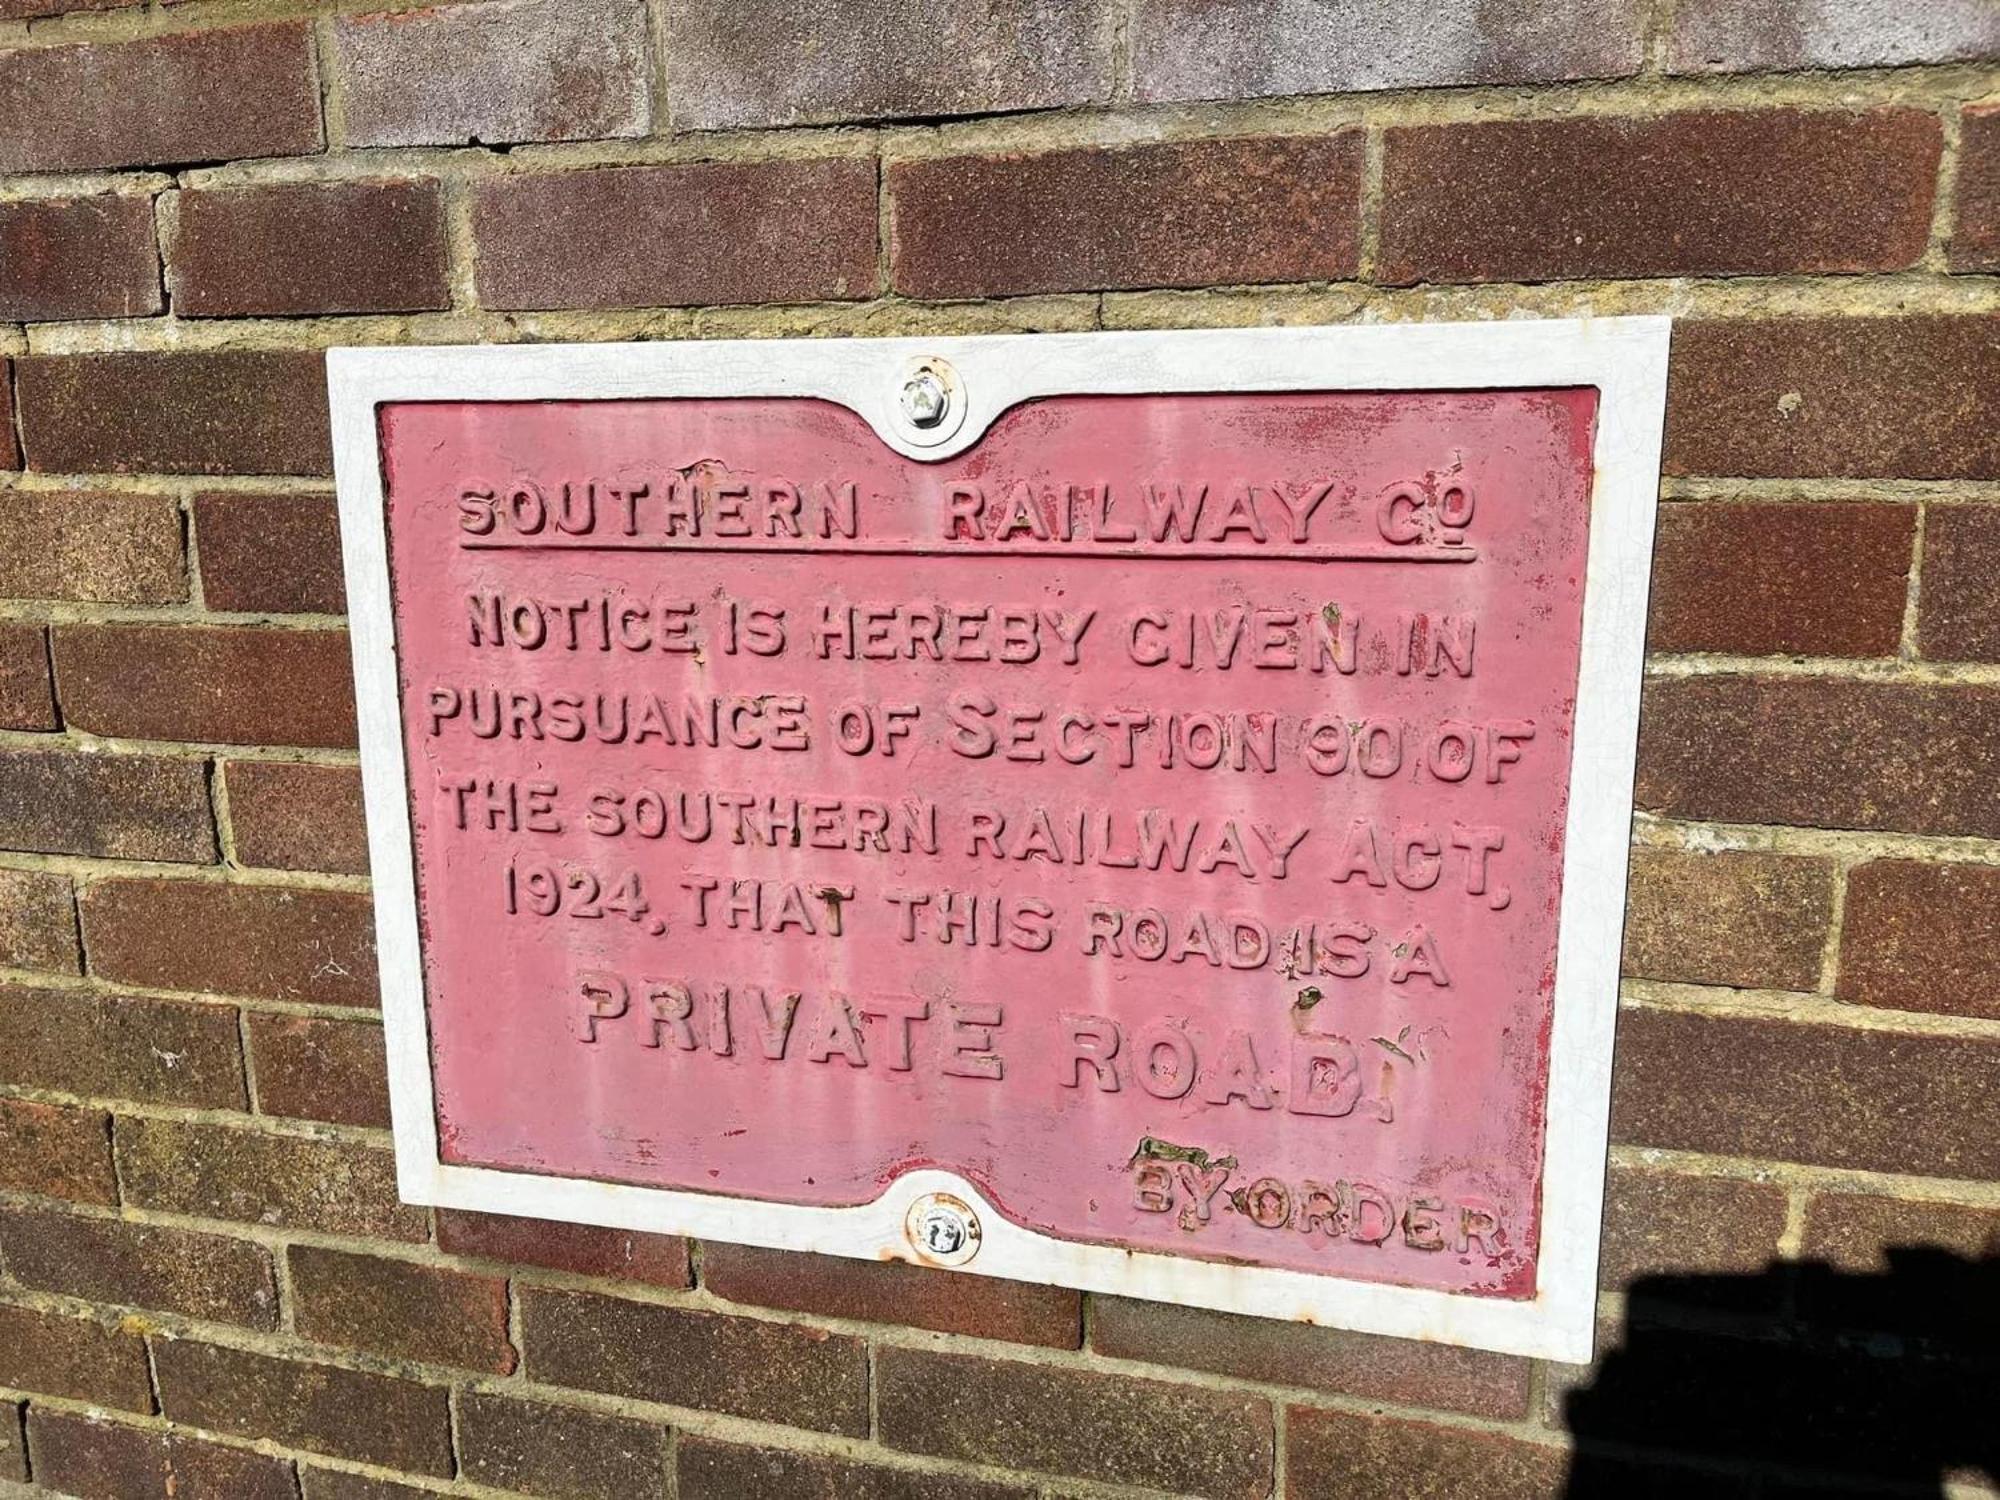 SOUTHERN RAILWAY Cº
NOTICE IS HEREBY GIVEN IN
PURSUANCE OF SECTION 90 OF
THE SOUTHERN RAILWAY ACT,
1924, THAT THIS ROAD IS A
PRIVATE ROAD.
BY ORDER